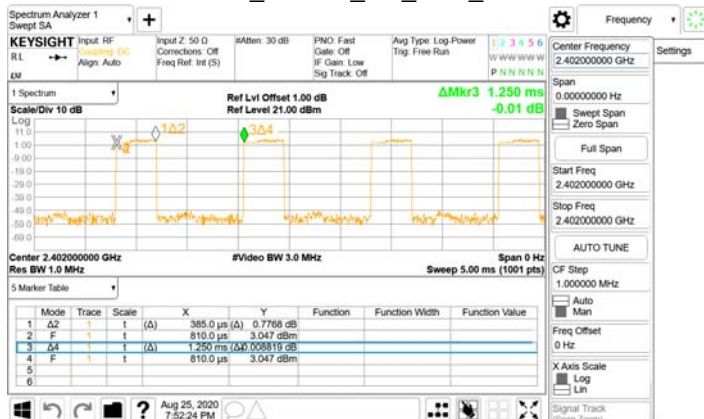 Spectrum Analyzer 1
Swept SA
Frequency
KEYSIGHT Input: RF Input Z: 50 Ω #Atten: 30 dB PNO: Fast Avg Type: Log-Power 1 2 3 4 5 6
RL Coupling: DC Corrections: Off Gate: Off Trig: Free Run
Align: Auto Freq Ref: Int (S) IF Gain: Low W W W W W W
Sig Track: Off P N N N N N
Center Frequency
2.402000000 GHz
Settings
1 Spectrum
Scale/Div 10 dB
Ref Lvl Offset 1.00 dB
Ref Level 21.00 dBm
ΔMkr3 1.250 ms
-0.01 dB
Span
0.00000000 Hz
Swept Span
Zero Span
Full Span
Start Freq
2.402000000 GHz
Stop Freq
2.402000000 GHz
AUTO TUNE
CF Step
1.000000 MHz
Auto
Man
Freq Offset
0 Hz
X Axis Scale
Log
Lin
Signal Track
Log
11.0
1.00
-9.00
-19.0
-29.0
-39.0
-49.0
-59.0
-69.0
1Δ2
3Δ4
Center 2.402000000 GHz #Video BW 3.0 MHz Span 0 Hz
Res BW 1.0 MHz Sweep 5.00 ms (1001 pts)
5 Marker Table
Mode Trace Scale X Y Function Function Width Function Value
1 Δ2 1 t (Δ) 385.0 μs (Δ) 0.7768 dB
2 F 1 t 810.0 μs 3.047 dBm
3 Δ4 1 t (Δ) 1.250 ms (Δ) -0.008819 dB
4 F 1 t 810.0 μs 3.047 dBm
5
6
?
Aug 25, 2020
7:52:24 PM